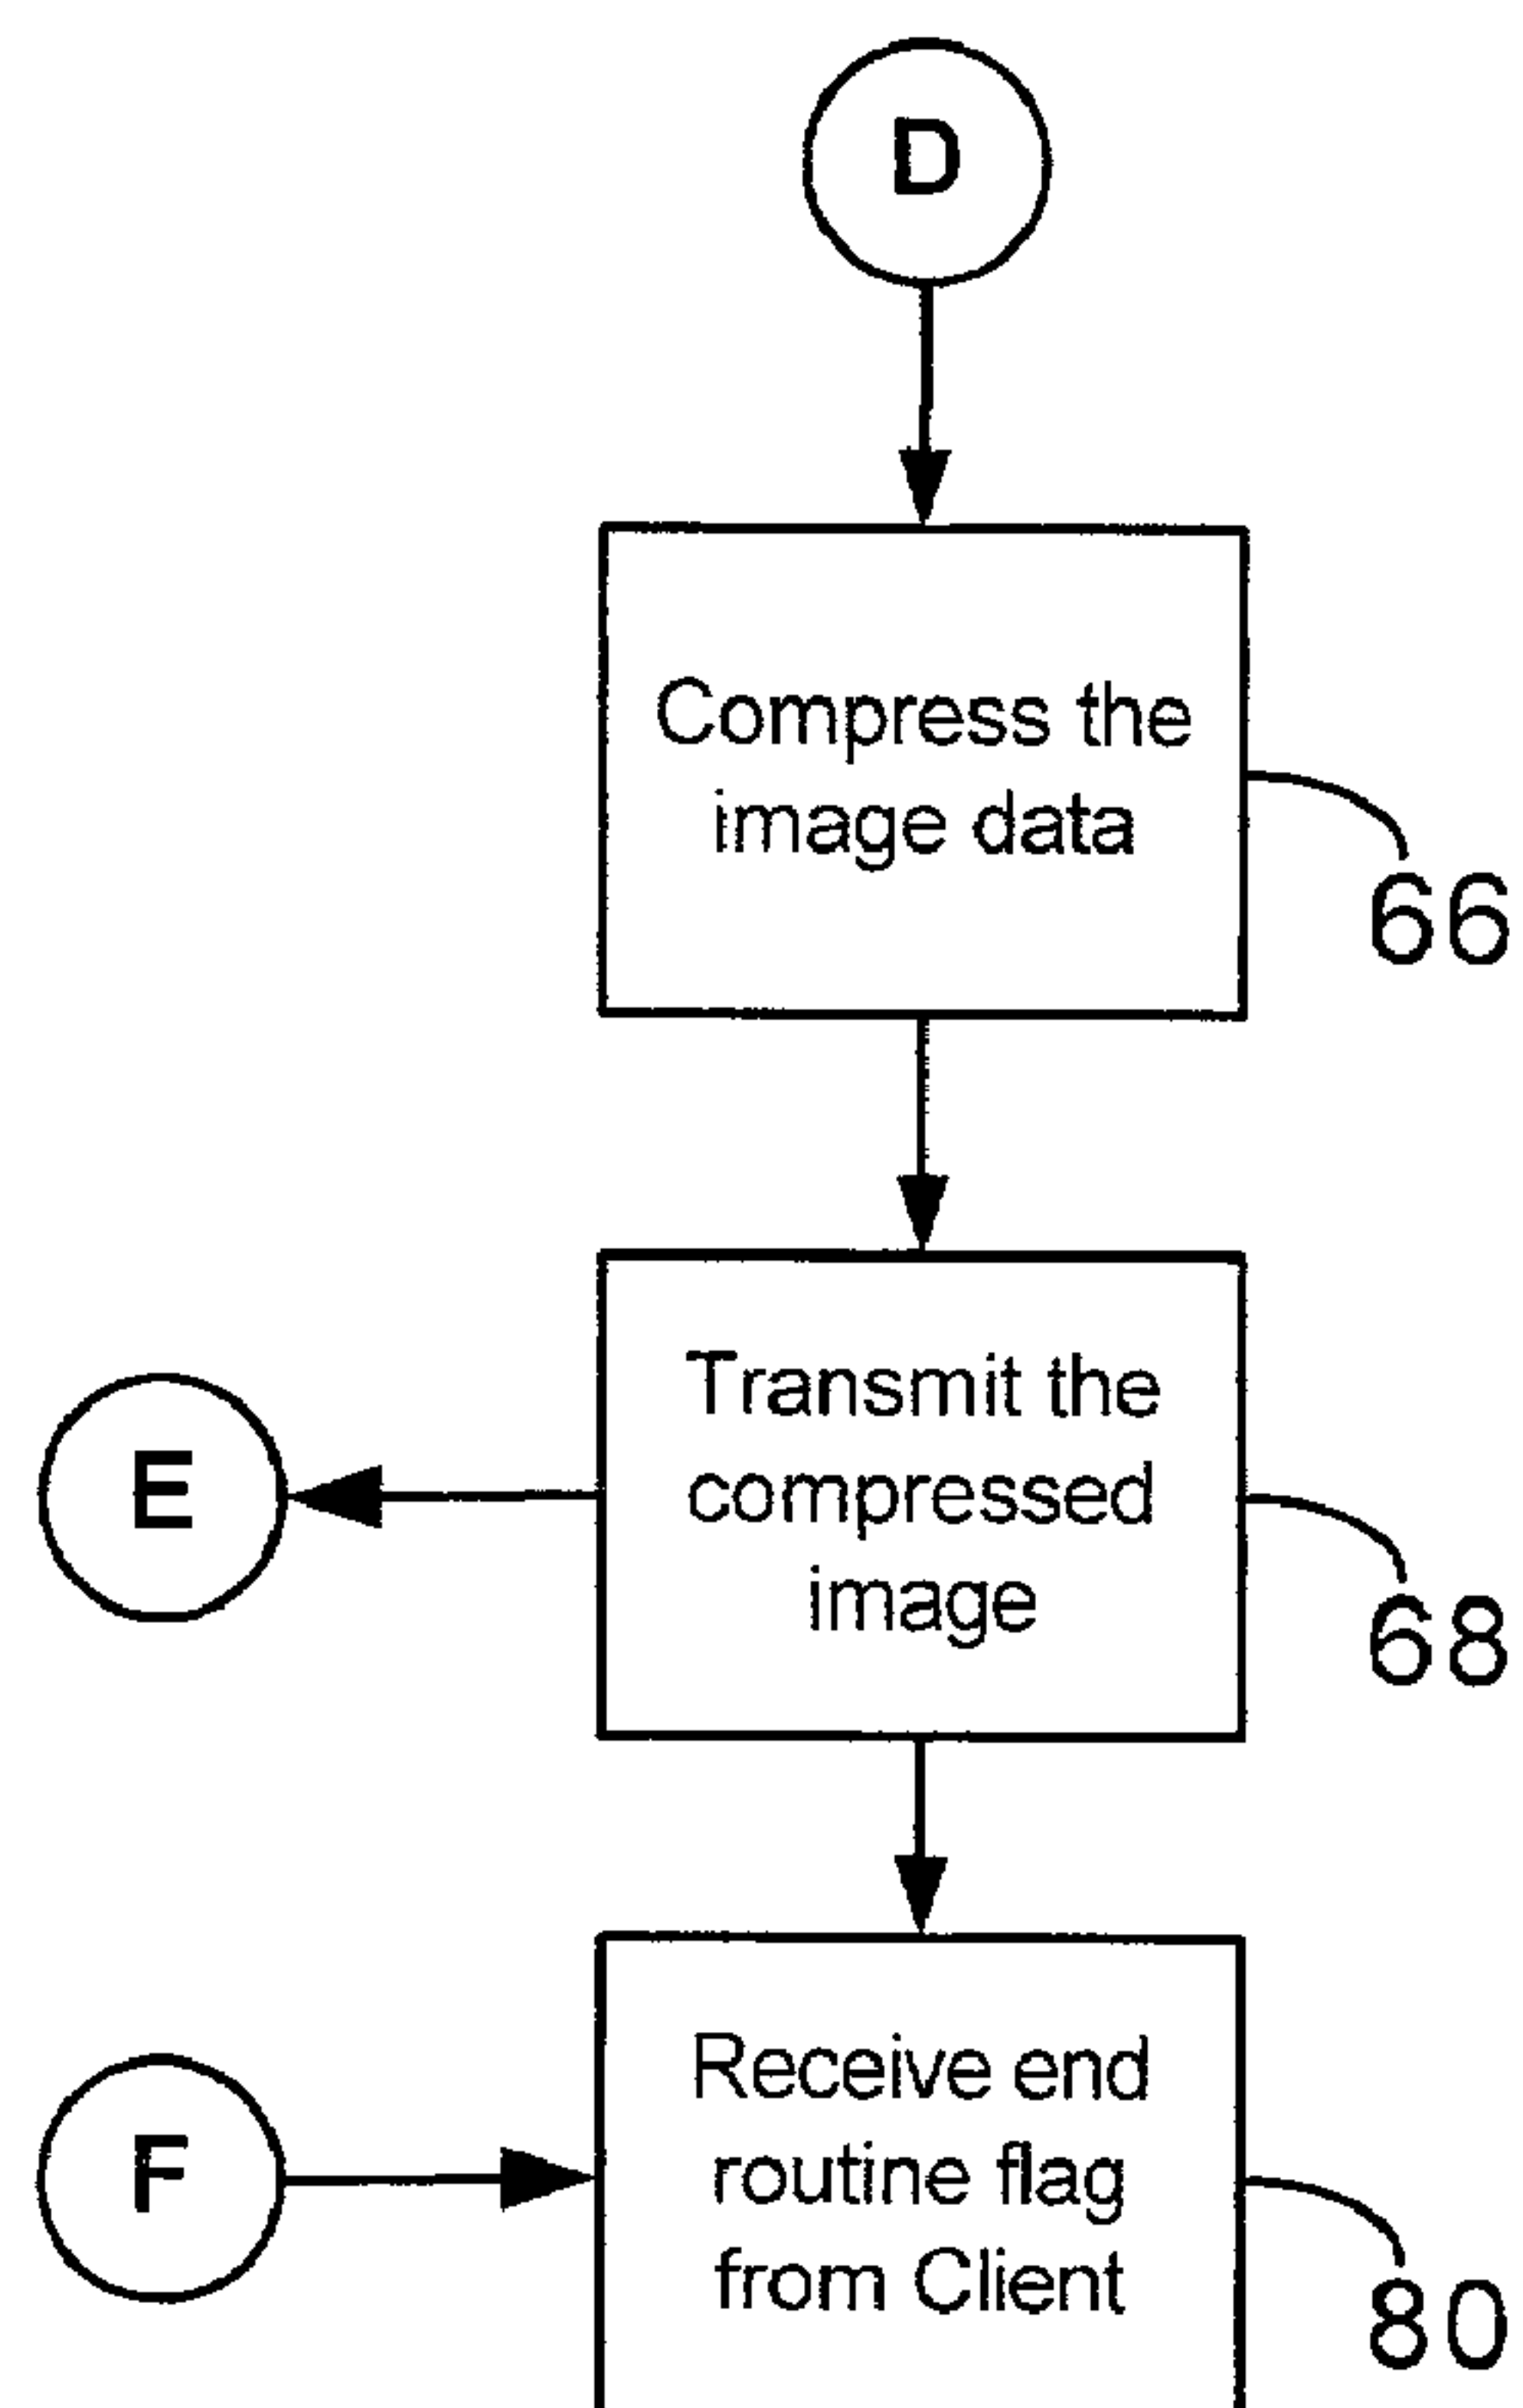 D
Compress the
image data
66
Transmit the
compressed
image
E
68
Receive end
routine flag
from Client
F
80